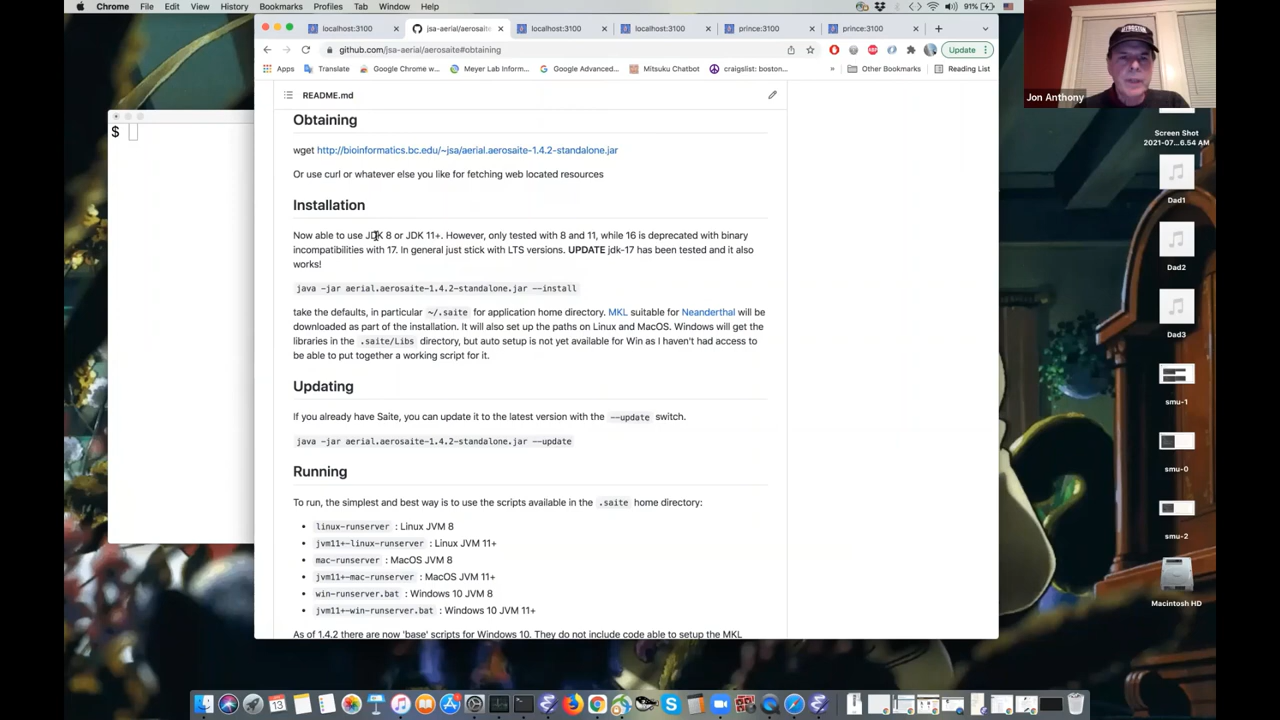 Chrome File Edit View History Bookmarks Profiles Tab Window Help 91%
localhost:3100 jsa-aerial/aerosaite localhost:3100 localhost:3100 prince:3100 prince:3100
github.com/jsa-aerial/aerosaite#obtaining Update
Apps Translate Google Chrome w... Meyer Lab Inform... Google Advanced... Mitsuku Chatbot craigslist: boston... » Other Bookmarks Reading List
README.md
Obtaining
wget http://bioinformatics.bc.edu/~jsa/aerial.aerosaite-1.4.2-standalone.jar
Or use curl or whatever else you like for fetching web located resources
Installation
Now able to use JDK 8 or JDK 11+. However, only tested with 8 and 11, while 16 is deprecated with binary
incompatibilities with 17. In general just stick with LTS versions. UPDATE jdk-17 has been tested and it also
works!
java -jar aerial.aerosaite-1.4.2-standalone.jar --install
take the defaults, in particular ~/.saite for application home directory. MKL suitable for Neanderthal will be
downloaded as part of the installation. It will also set up the paths on Linux and MacOS. Windows will get the
libraries in the .saite/Libs directory, but auto setup is not yet available for Win as I haven't had access to
be able to put together a working script for it.
Updating
If you already have Saite, you can update it to the latest version with the --update switch.
java -jar aerial.aerosaite-1.4.2-standalone.jar --update
Running
To run, the simplest and best way is to use the scripts available in the .saite home directory:
• linux-runserver : Linux JVM 8
• jvm11+-linux-runserver : Linux JVM 11+
• mac-runserver : MacOS JVM 8
• jvm11+-mac-runserver : MacOS JVM 11+
• win-runserver.bat : Windows 10 JVM 8
• jvm11+-win-runserver.bat : Windows 10 JVM 11+
As of 1.4.2 there are now 'base' scripts for Windows 10. They do not include code able to setup the MKL
$
Jon Anthony
Screen Shot
2021-07...6.54 AM
Dad1
Dad2
Dad3
smu-1
smu-0
smu-2
Macintosh HD